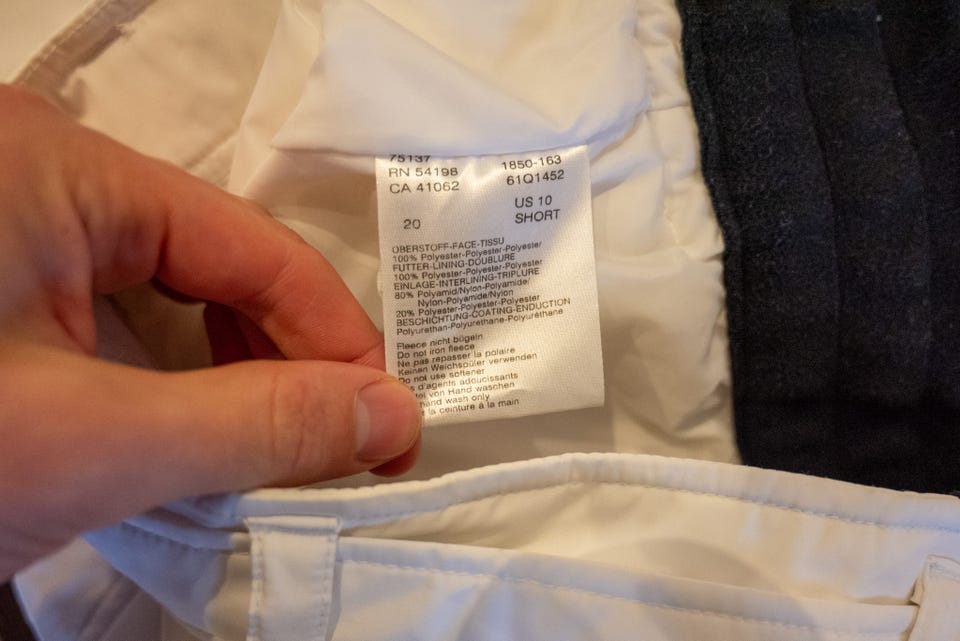 75137 1850-163
RN 54198 61Q1452
CA 41062
US 10
20 SHORT
OBERSTOFF-FACE-TISSU
100% Polyester-Polyester-Polyester
FUTTER-LINING-DOUBLURE
100% Polyester-Polyester-Polyester
EINLAGE-INTERLINING-TRIPLURE
80% Polyamid/Nylon-Polyamide/
Nylon-Polyamide/Nylon
20% Polyester-Polyester-Polyester
BESCHICHTUNG-COATING-ENDUCTION
Polyurethan-Polyurethane-Polyuréthane
Fleece nicht bügeln
Do not iron fleece
Ne pas repasser la polaire
Keinen Weichspüler verwenden
Do not use softener
d'agents adoucissants
von Hand waschen
hand wash only
la ceinture à la main